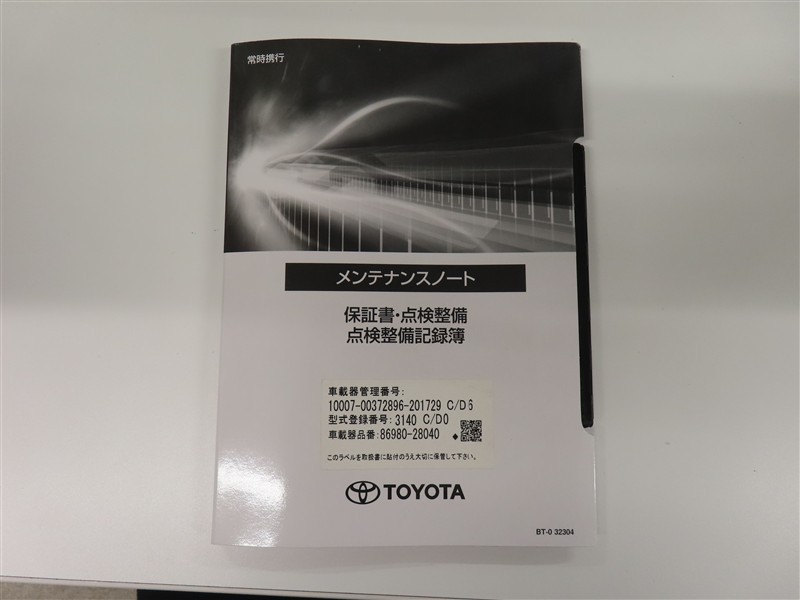 常時携行
メンテナンスノート
保証書・点検整備
点検整備記録簿
車載器管理番号:
10007-00372896-201729 C/D6
型式登録番号: 3140 C/D0
車載器品番: 86980-28040
このラベルを取扱書に貼付のうえ大切に保管して下さい。
TOYOTA
BT-0 32304